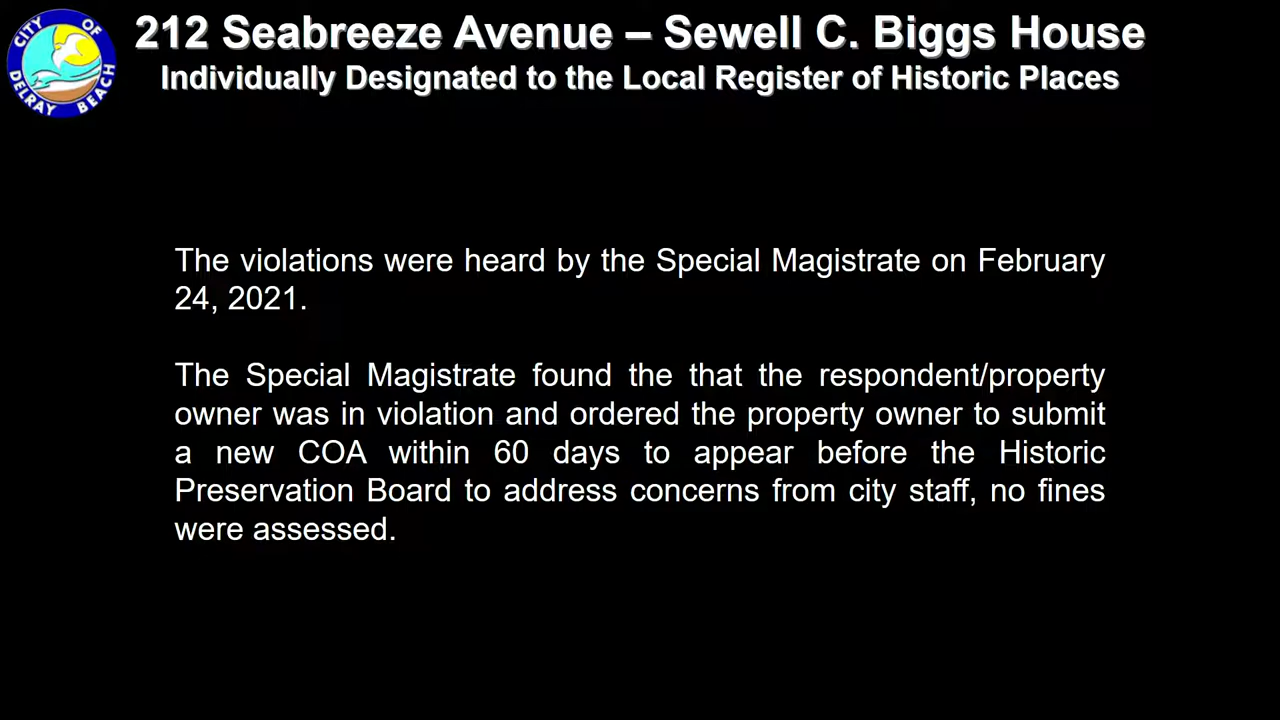 CITY OF
DELRAY BEACH
212 Seabreeze Avenue – Sewell C. Biggs House
Individually Designated to the Local Register of Historic Places
The violations were heard by the Special Magistrate on February
24, 2021.
The Special Magistrate found the that the respondent/property
owner was in violation and ordered the property owner to submit
a new COA within 60 days to appear before the Historic
Preservation Board to address concerns from city staff, no fines
were assessed.